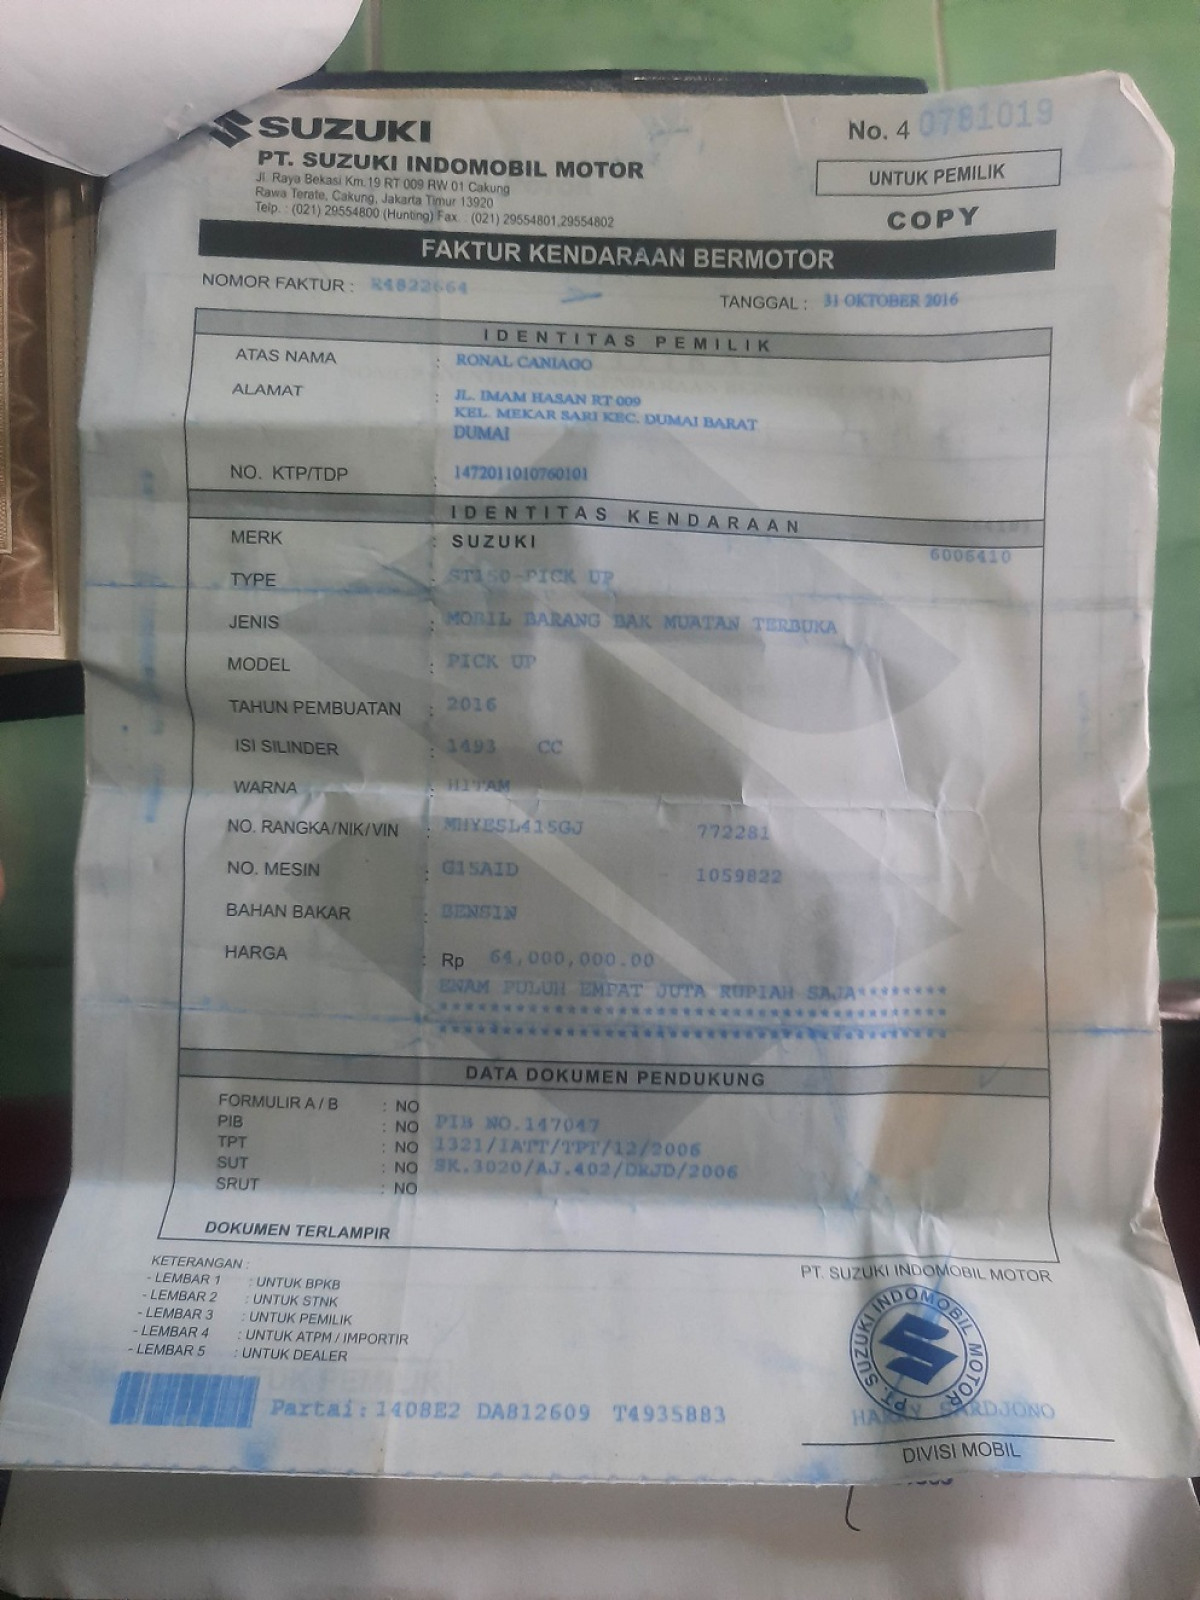 SUZUKI
No. 4 0781019
PT. SUZUKI INDOMOBIL MOTOR
Jl. Raya Bekasi Km.19 RT 009 RW 01 Cakung
Rawa Terate, Cakung, Jakarta Timur 13920
Telp. : (021) 29554800 (Hunting) Fax. : (021) 29554801,29554802
UNTUK PEMILIK
COPY
FAKTUR KENDARAAN BERMOTOR
NOMOR FAKTUR : R4822664
TANGGAL : 31 OKTOBER 2016
IDENTITAS PEMILIK
ATAS NAMA : RONAL CANIAGO
ALAMAT : JL. IMAM HASAN RT 009
KEL. MEKAR SARI KEC. DUMAI BARAT
DUMAI
NO. KTP/TDP : 1472011010760101
IDENTITAS KENDARAAN
MERK : SUZUKI
6006410
TYPE : ST150-PICK UP
JENIS : MOBIL BARANG BAK MUATAN TERBUKA
MODEL : PICK UP
TAHUN PEMBUATAN : 2016
ISI SILINDER : 1493 CC
WARNA : HITAM
NO. RANGKA/NIK/VIN : MHYESL415GJ 772281
NO. MESIN : G15AID - 1059822
BAHAN BAKAR : BENSIN
HARGA : Rp 64,000,000.00
ENAM PULUH EMPAT JUTA RUPIAH SAJA********
*********************************************
*********************************************
DATA DOKUMEN PENDUKUNG
FORMULIR A / B : NO
PIB : NO PIB NO.147047
TPT : NO 1321/IATT/TPT/12/2006
SUT : NO SK.3020/AJ.402/DRJD/2006
SRUT : NO
DOKUMEN TERLAMPIR
KETERANGAN :
- LEMBAR 1 : UNTUK BPKB
- LEMBAR 2 : UNTUK STNK
- LEMBAR 3 : UNTUK PEMILIK
- LEMBAR 4 : UNTUK ATPM / IMPORTIR
- LEMBAR 5 : UNTUK DEALER
PT. SUZUKI INDOMOBIL MOTOR
PT. SUZUKI INDOMOBIL MOTOR
Partai: 1408E2 DA812609 T4935883
HARRY SARDJONO
DIVISI MOBIL